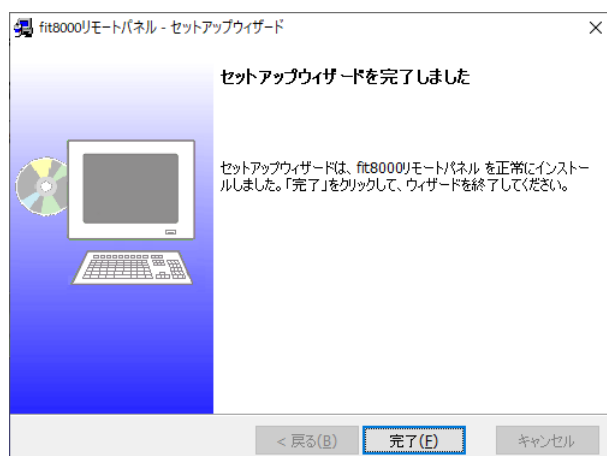 fit8000リモートパネル - セットアップウィザード
セットアップウィザードを完了しました
セットアップウィザードは、fit8000リモートパネル を正常にインストー
ルしました。「完了」をクリックして、ウィザードを終了してください。
< 戻る(B)
完了(F)
キャンセル